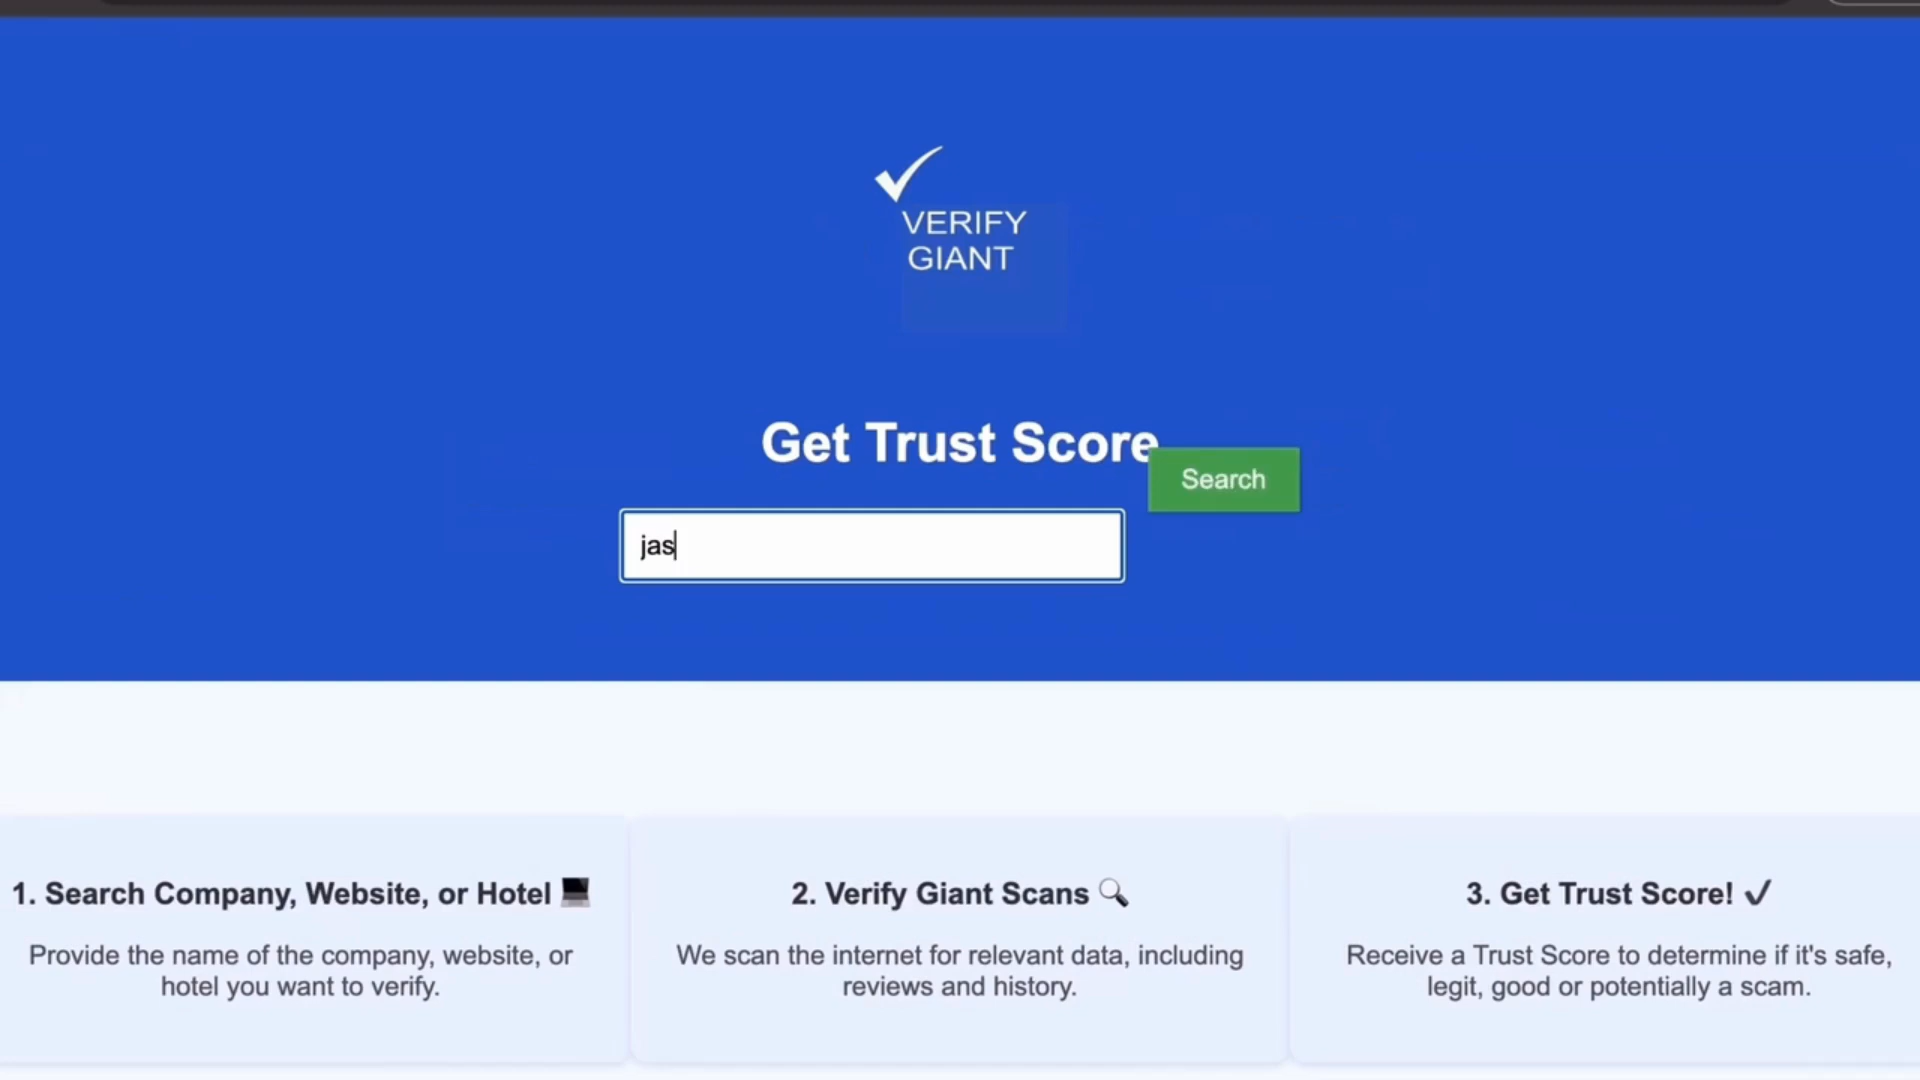 VERIFY
GIANT
Get Trust Score
Search
jas
1. Search Company, Website, or Hotel
Provide the name of the company, website, or
hotel you want to verify.
2. Verify Giant Scans
We scan the internet for relevant data, including
reviews and history.
3. Get Trust Score!
Receive a Trust Score to determine if it's safe,
legit, good or potentially a scam.